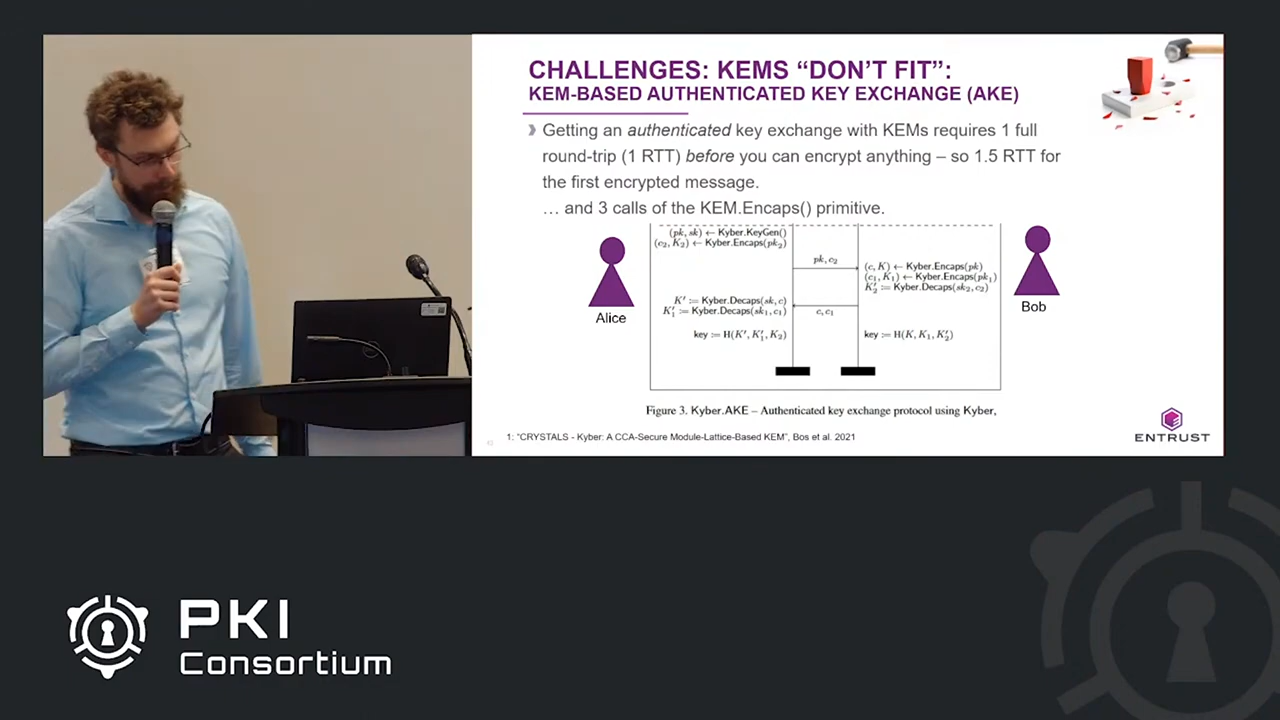 CHALLENGES: KEMS “DON’T FIT”:
KEM-BASED AUTHENTICATED KEY EXCHANGE (AKE)
Getting an authenticated key exchange with KEMs requires 1 full
round-trip (1 RTT) before you can encrypt anything – so 1.5 RTT for
the first encrypted message.
… and 3 calls of the KEM.Encaps() primitive.
(pk, sk) ← Kyber.KeyGen()
(c₂, K₂) ← Kyber.Encaps(pk₂)
pk, c₂
(c, K) ← Kyber.Encaps(pk)
(c₁, K₁) ← Kyber.Encaps(pk₁)
K₂′ := Kyber.Decaps(sk₂, c₂)
K′ := Kyber.Decaps(sk, c)
K₁′ := Kyber.Decaps(sk₁, c₁)
c, c₁
key := H(K′, K₁′, K₂)
key := H(K, K₁, K₂′)
Alice
Bob
Figure 3. Kyber.AKE – Authenticated key exchange protocol using Kyber,
1: "CRYSTALS - Kyber: A CCA-Secure Module-Lattice-Based KEM", Bos et al. 2021
ENTRUST
PKI
Consortium